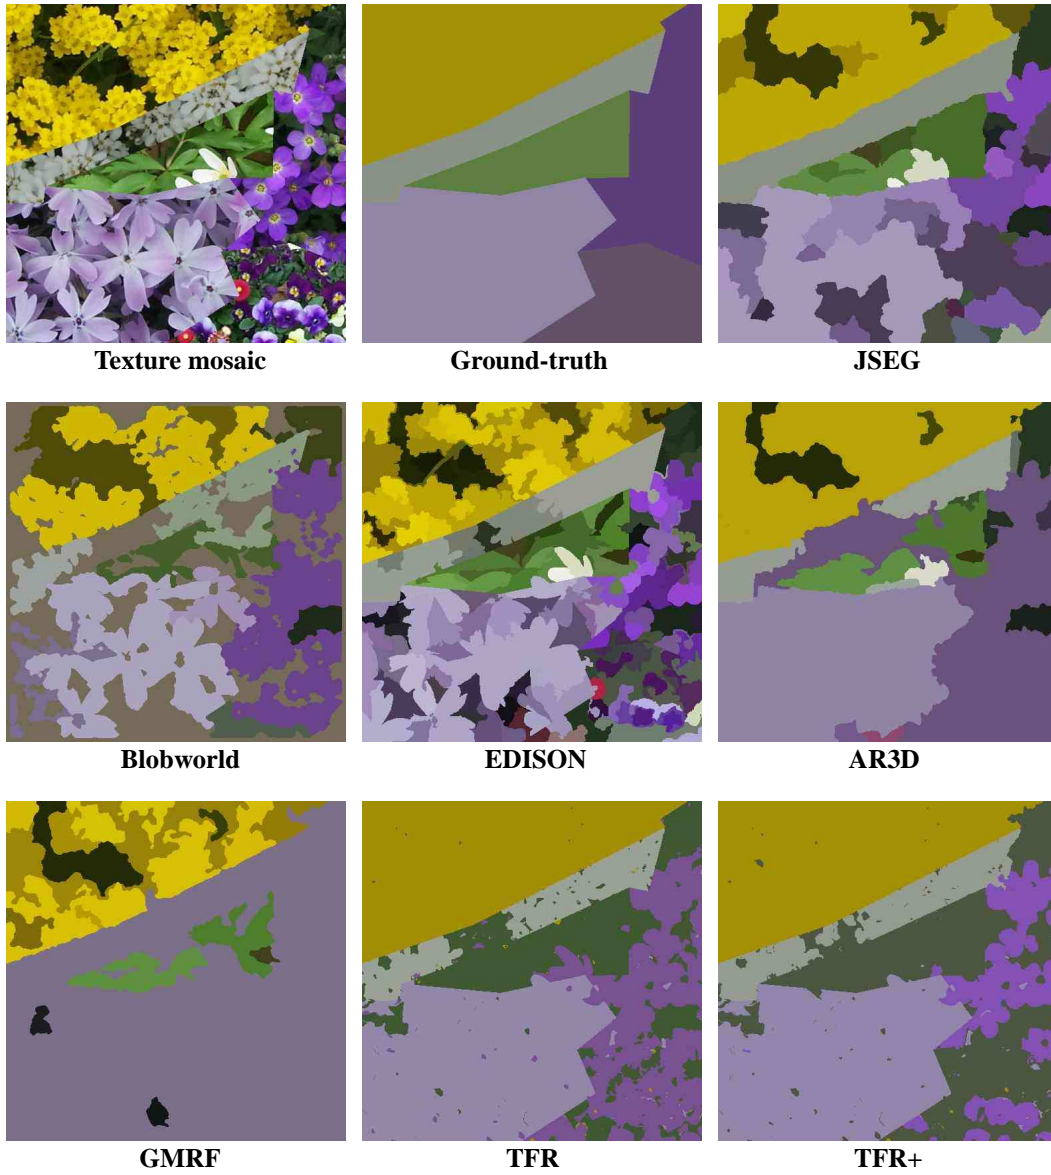 Texture mosaic
Ground-truth
JSEG
Blobworld
EDISON
AR3D
GMRF
TFR
TFR+